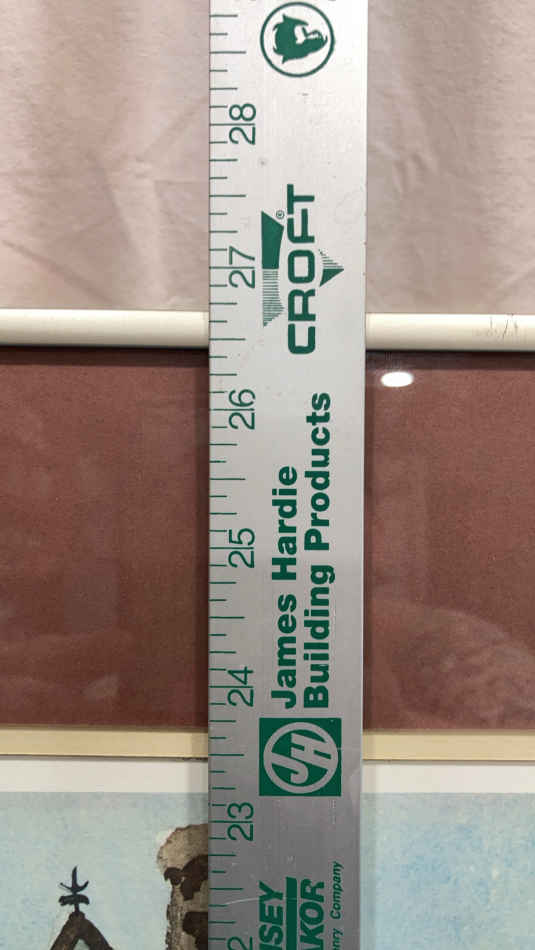 28
27
26
25
24
23
CROFT®
James Hardie
Building Products
JH